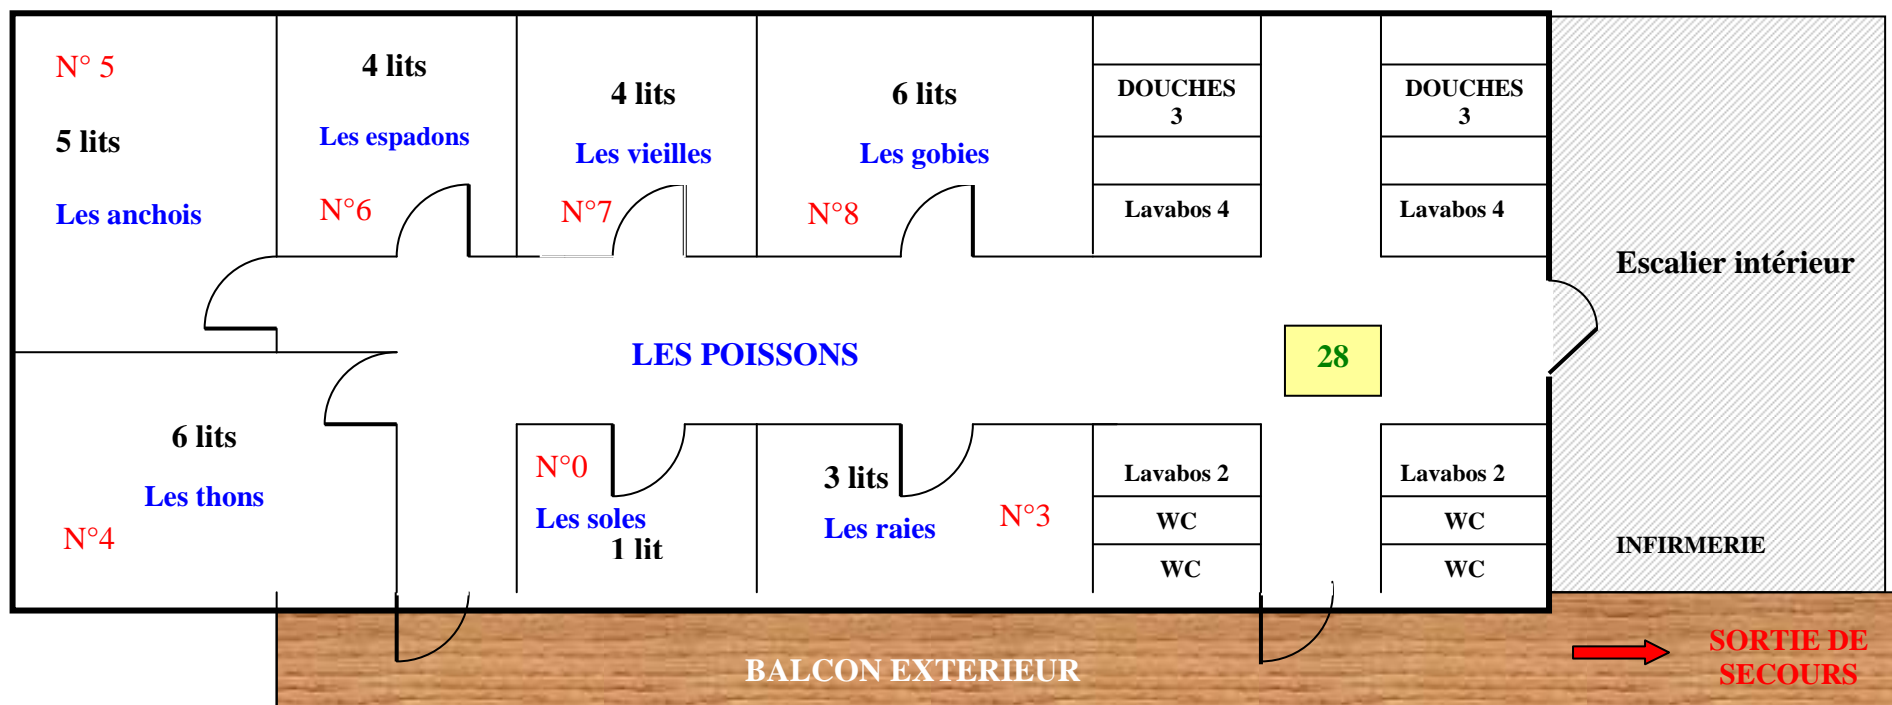 N° 5
5 lits
Les anchois
4 lits
Les espadons
N°6
4 lits
Les vieilles
N°7
6 lits
Les gobies
N°8
DOUCHES
3
Lavabos 4
DOUCHES
3
Lavabos 4
Escalier intérieur
LES POISSONS
28
6 lits
Les thons
N°4
N°0
Les soles
1 lit
3 lits
Les raies
N°3
Lavabos 2
WC
WC
Lavabos 2
WC
WC
INFIRMERIE
BALCON EXTERIEUR
SORTIE DE
SECOURS